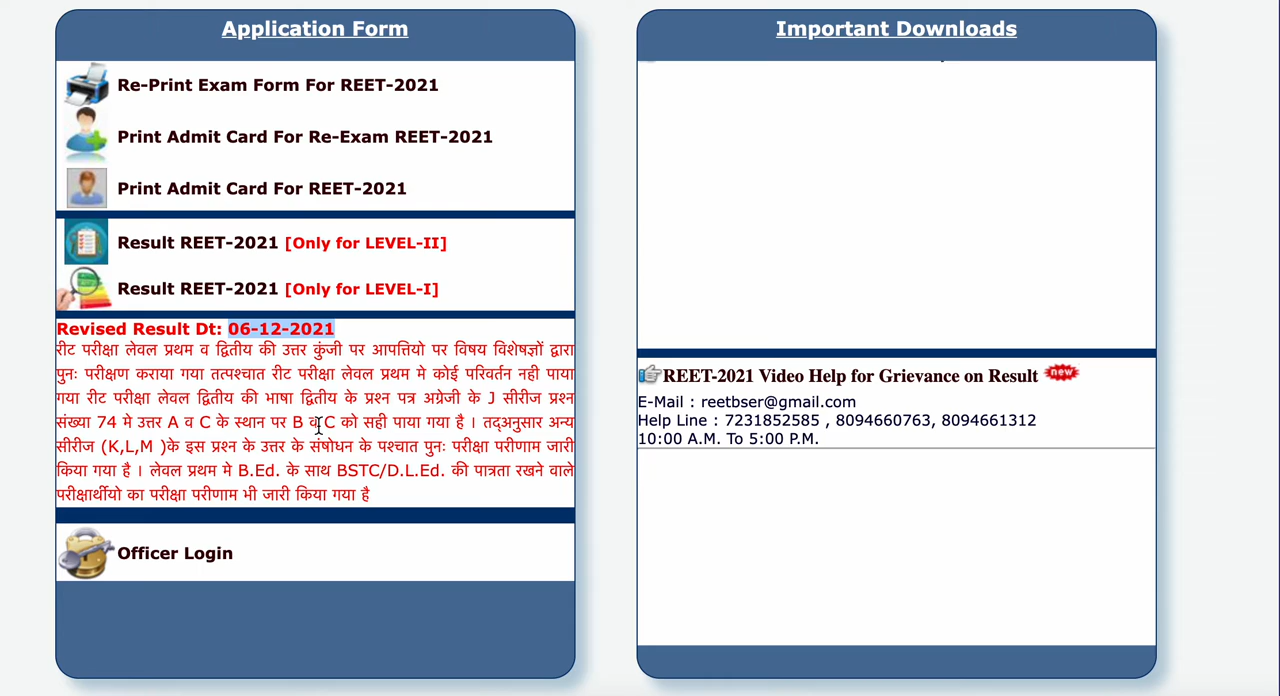 Application Form
Re-Print Exam Form For REET-2021
Print Admit Card For Re-Exam REET-2021
Print Admit Card For REET-2021
Result REET-2021 [Only for LEVEL-II]
Result REET-2021 [Only for LEVEL-I]
Revised Result Dt: 06-12-2021
रीट परीक्षा लेवल प्रथम व द्वितीय की उत्तर कुंजी पर आपत्तियो पर विषय विशेषज्ञों द्वारा
पुनः परीक्षण कराया गया तत्पश्चात रीट परीक्षा लेवल प्रथम मे कोई परिवर्तन नही पाया
गया रीट परीक्षा लेवल द्वितीय की भाषा द्वितीय के प्रश्न पत्र अग्रेजी के J सीरीज प्रश्न
संख्या 74 मे उत्तर A व C के स्थान पर B व C को सही पाया गया है । तद्अनुसार अन्य
सीरीज (K,L,M )के इस प्रश्न के उत्तर के संषोधन के पश्चात पुनः परीक्षा परीणाम जारी
किया गया है । लेवल प्रथम मे B.Ed. के साथ BSTC/D.L.Ed. की पात्रता रखने वाले
परीक्षार्थीयो का परीक्षा परीणाम भी जारी किया गया है
Officer Login
Important Downloads
REET-2021 Video Help for Grievance on Result new
E-Mail : reetbser@gmail.com
Help Line : 7231852585 , 8094660763, 8094661312
10:00 A.M. To 5:00 P.M.